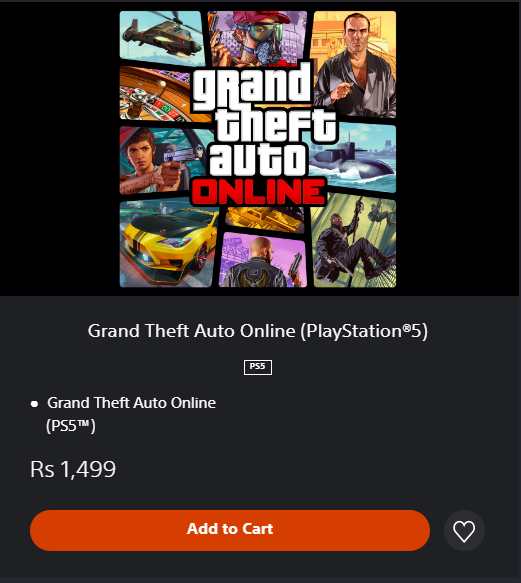 grand
theft
auto
ONLINE
Grand Theft Auto Online (PlayStation®5)
PS5
● Grand Theft Auto Online
(PS5™)
Rs 1,499
Add to Cart